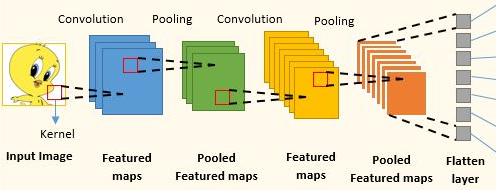 Convolution
Pooling
Convolution
Pooling
Kernel
Input Image
Featured
maps
Pooled
Featured maps
Featured
maps
Pooled
Featured maps
Flatten
layer